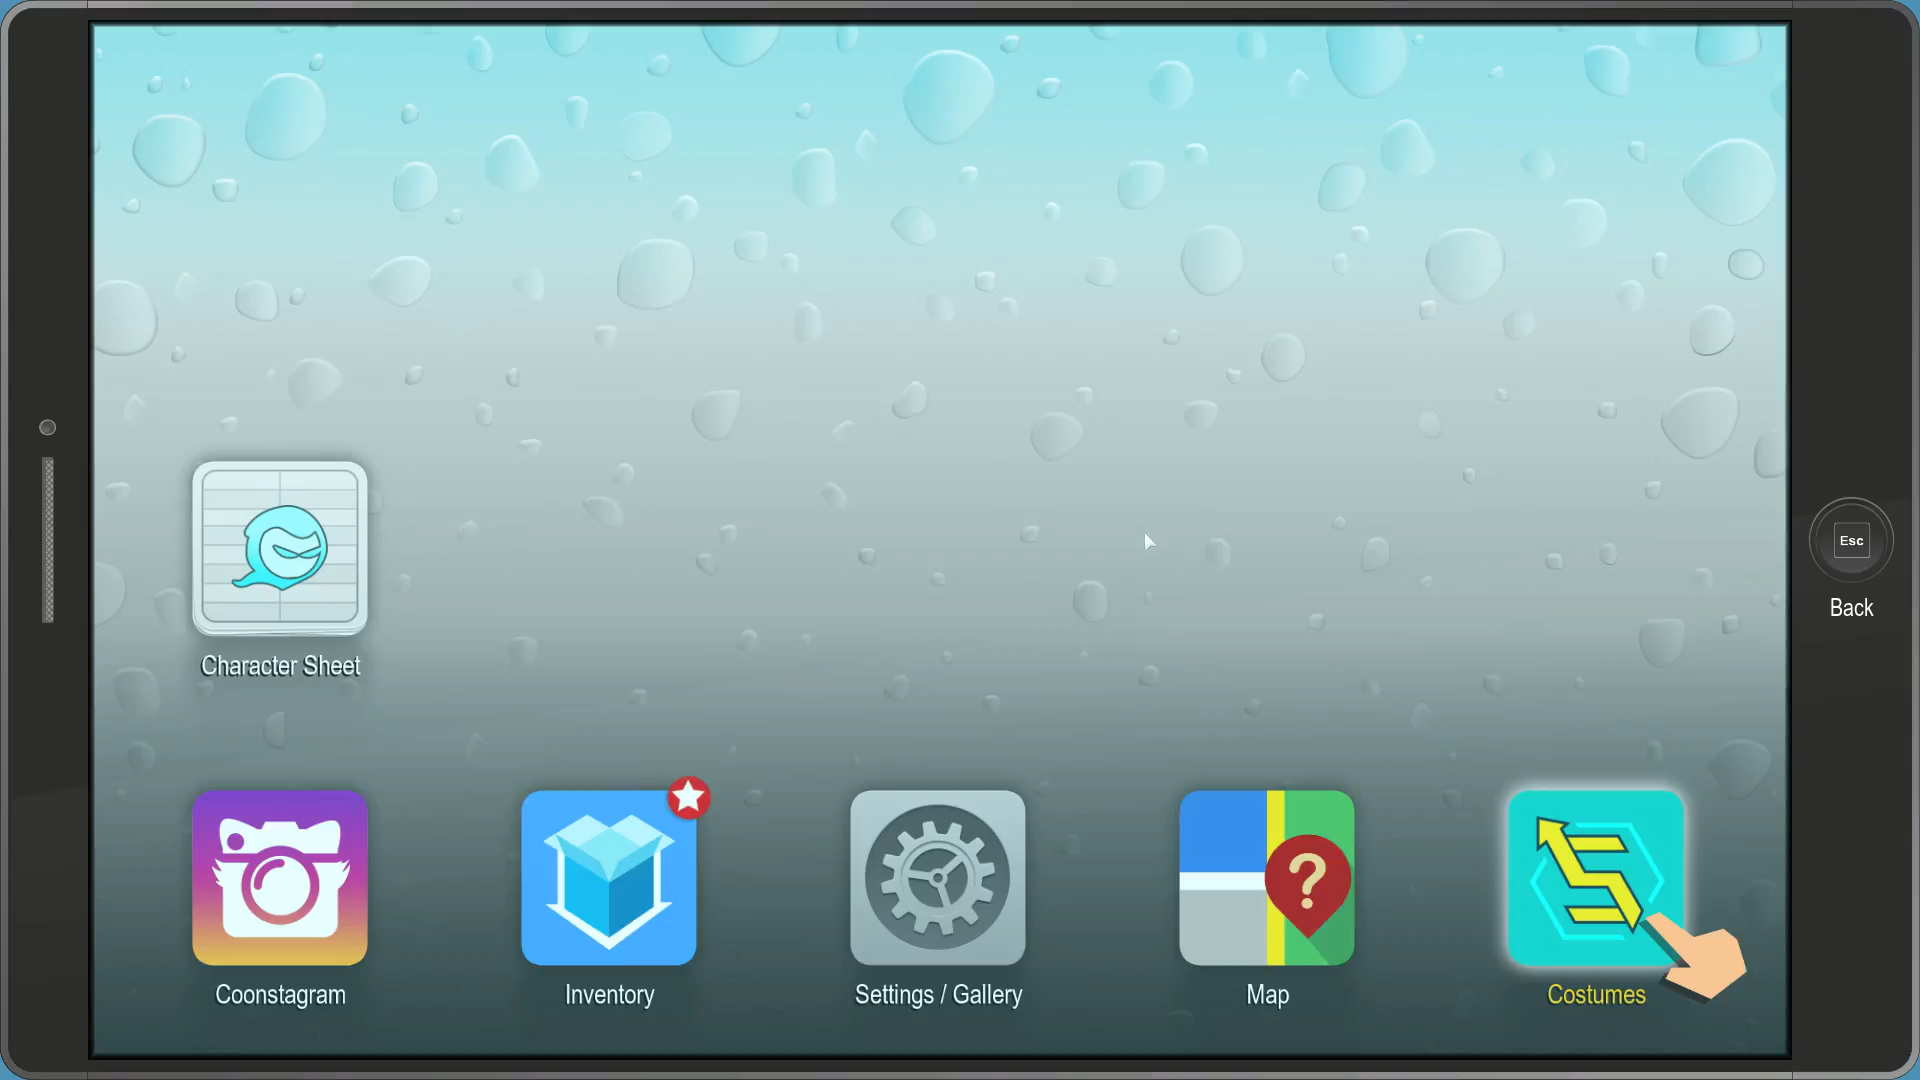 Character Sheet
Esc
Back
Coonstagram
Inventory
Settings / Gallery
?
Map
Costumes